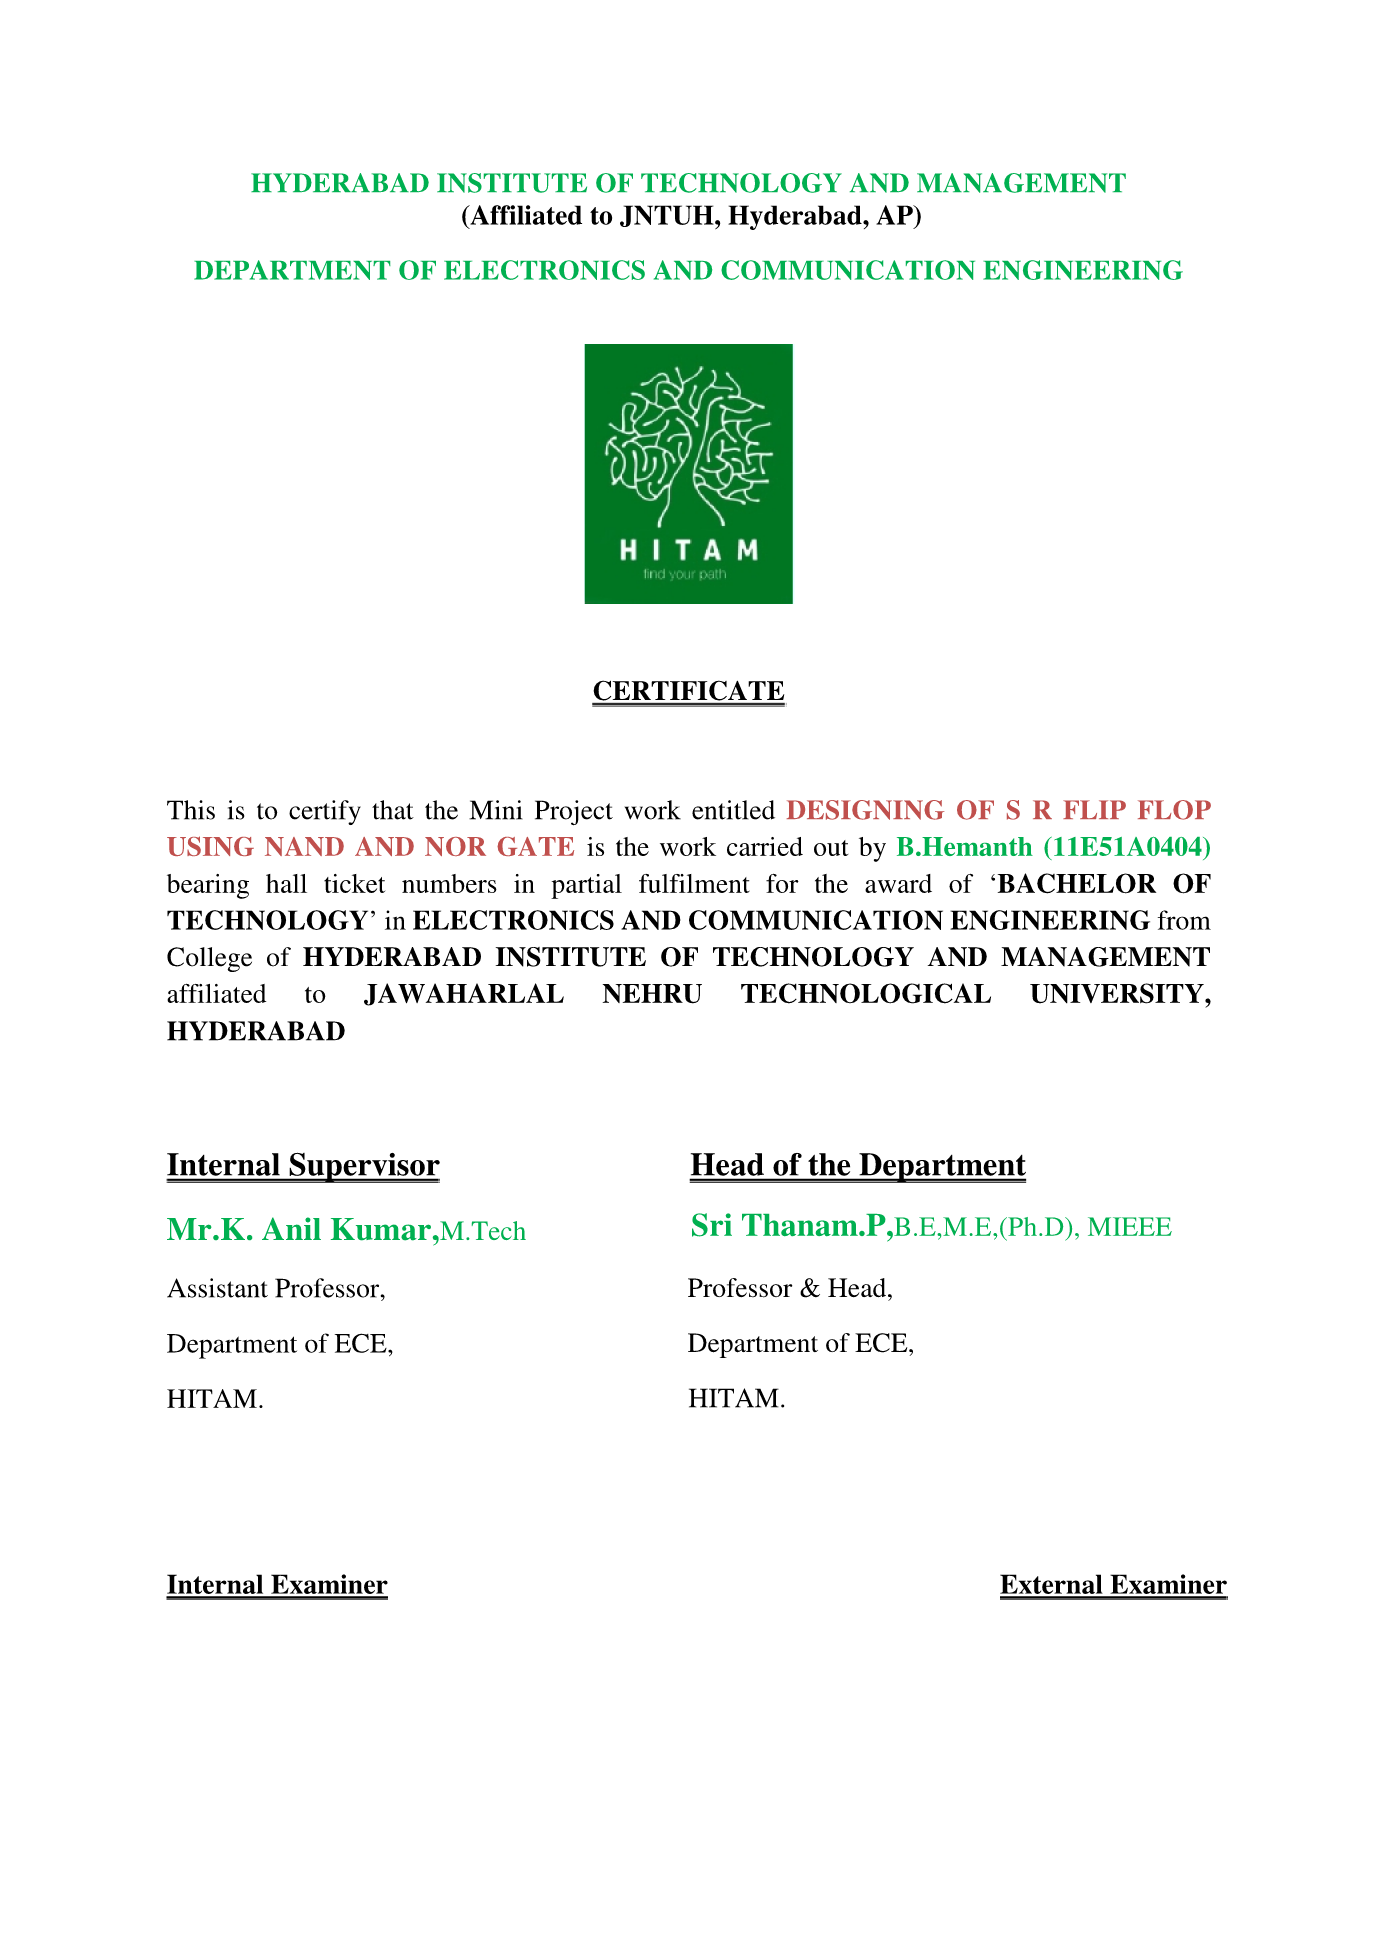 HYDERABAD INSTITUTE OF TECHNOLOGY AND MANAGEMENT
(Affiliated to JNTUH, Hyderabad, AP)
DEPARTMENT OF ELECTRONICS AND COMMUNICATION ENGINEERING
HITAM
find your path
CERTIFICATE
This is to certify that the Mini Project work entitled DESIGNING OF S R FLIP FLOP
USING NAND AND NOR GATE is the work carried out by B.Hemanth (11E51A0404)
bearing hall ticket numbers in partial fulfilment for the award of ‘BACHELOR OF
TECHNOLOGY’ in ELECTRONICS AND COMMUNICATION ENGINEERING from
College of HYDERABAD INSTITUTE OF TECHNOLOGY AND MANAGEMENT
affiliated to JAWAHARLAL NEHRU TECHNOLOGICAL UNIVERSITY,
HYDERABAD
Internal Supervisor
Mr.K. Anil Kumar,M.Tech
Assistant Professor,
Department of ECE,
HITAM.
Head of the Department
Sri Thanam.P,B.E,M.E,(Ph.D), MIEEE
Professor & Head,
Department of ECE,
HITAM.
Internal Examiner
External Examiner